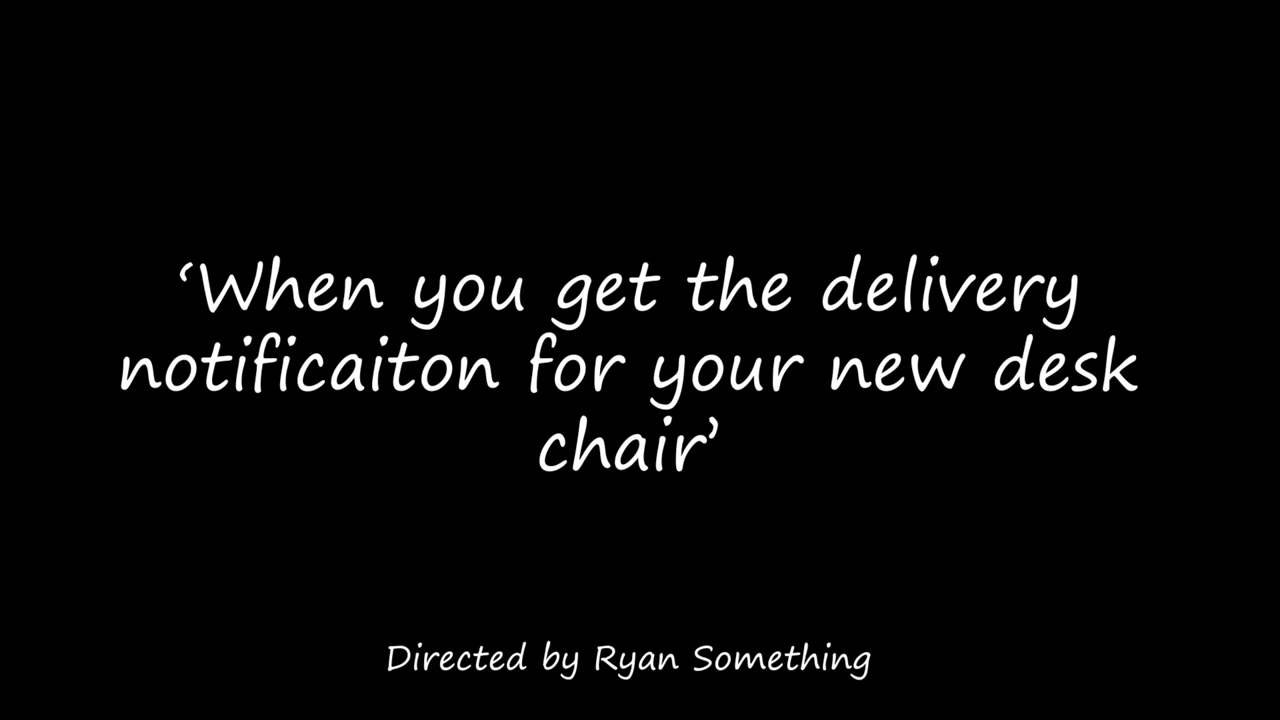 ‘When you get the delivery
notificaiton for your new desk
chair’
Directed by Ryan Something